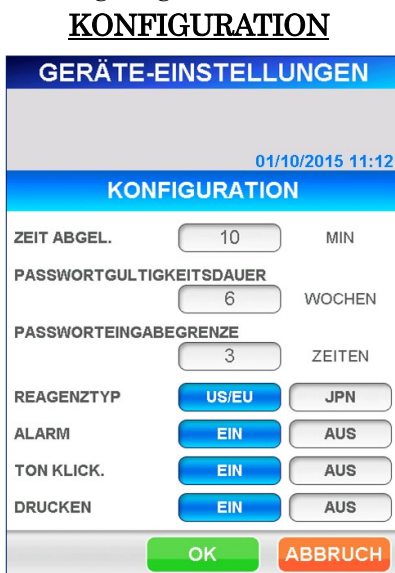 KONFIGURATION
GERÄTE-EINSTELLUNGEN
01/10/2015 11:12
KONFIGURATION
ZEIT ABGEL. 10 MIN
PASSWORTGULTIGKEITSDAUER
6 WOCHEN
PASSWORTEINGABEGRENZE
3 ZEITEN
REAGENZTYP US/EU JPN
ALARM EIN AUS
TON KLICK. EIN AUS
DRUCKEN EIN AUS
OK ABBRUCH